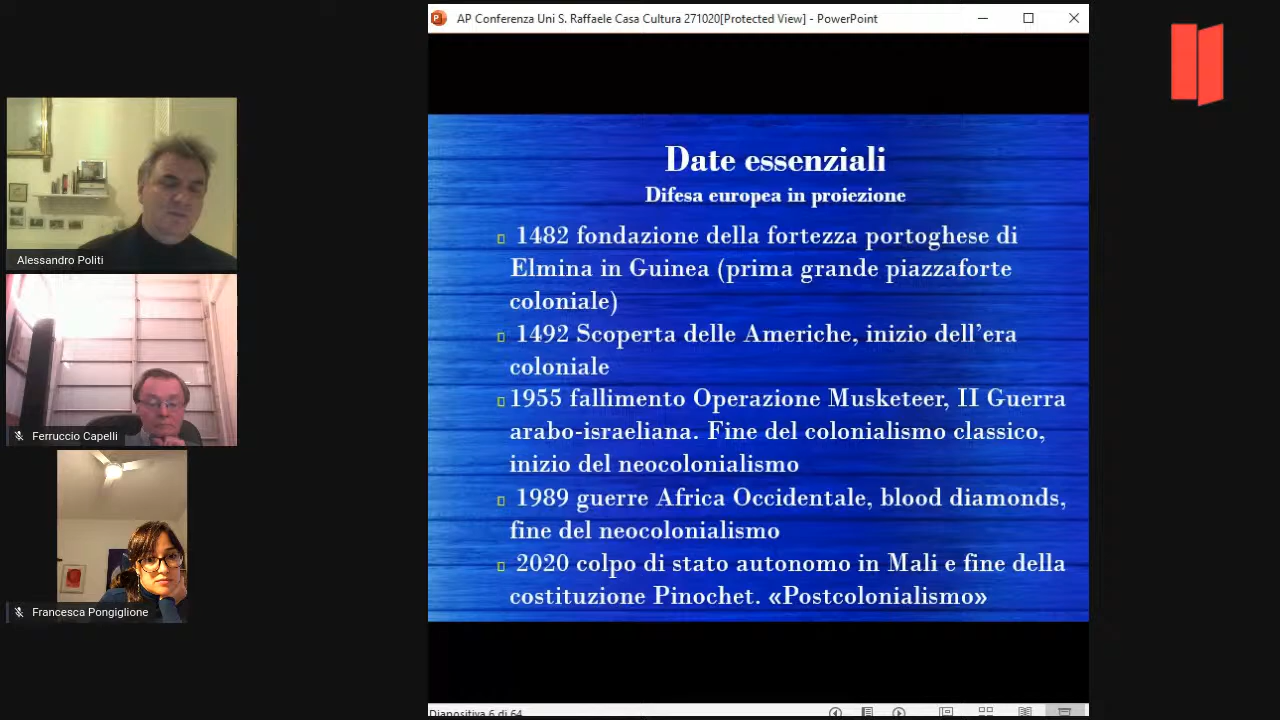 AP Conferenza Uni S. Raffaele Casa Cultura 271020[Protected View] - PowerPoint
Date essenziali
Difesa europea in proiezione
1482 fondazione della fortezza portoghese di
Elmina in Guinea (prima grande piazzaforte
coloniale)
1492 Scoperta delle Americhe, inizio dell’era
coloniale
1955 fallimento Operazione Musketeer, II Guerra
arabo-israeliana. Fine del colonialismo classico,
inizio del neocolonialismo
1989 guerre Africa Occidentale, blood diamonds,
fine del neocolonialismo
2020 colpo di stato autonomo in Mali e fine della
costituzione Pinochet. «Postcolonialismo»
Diapositiva 6 di 64
Alessandro Politi
Ferruccio Capelli
Francesca Pongiglione